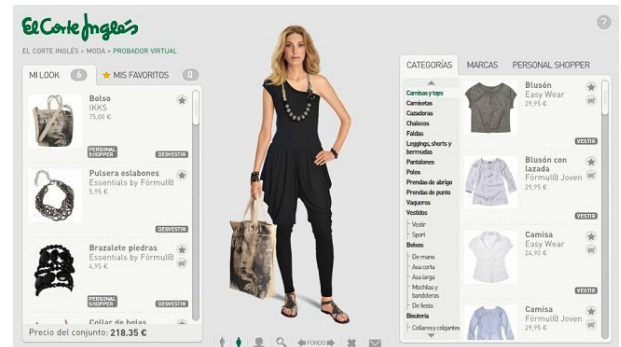 El Corte Inglés
EL CORTE INGLÉS > MODA > PROBADOR VIRTUAL
MI LOOK 6
MIS FAVORITOS 0
Bolso
IKKS
75,00 €
PERSONAL SHOPPER
DESVESTIR
Pulsera eslabones
Essentials by Fórmul@
5,95 €
DESVESTIR
Brazalete piedras
Essentials by Fórmul@
4,95 €
PERSONAL SHOPPER
DESVESTIR
Collar de bolas
Precio del conjunto: 218.35 €
FONDO
?
CATEGORÍAS
MARCAS
PERSONAL SHOPPER
Camisas y tops
Camisetas
Cazadoras
Chalecos
Faldas
Leggings, shorts y
bermudas
Pantalones
Polos
Prendas de abrigo
Prendas de punto
Vaqueros
Vestidos
Vestir
Sport
Bolsos
De mano
Asa corta
Asa larga
Mochilas y
bandoleras
De fiesta
Bisutería
Collares y colgantes
Blusón
Easy Wear
29,95 €
VESTIR
Blusón con
lazada
Fórmul@ Joven
29,95 €
VESTIR
Camisa
Easy Wear
24,90 €
VESTIR
Camisa
Fórmul@ Joven
29,95 €